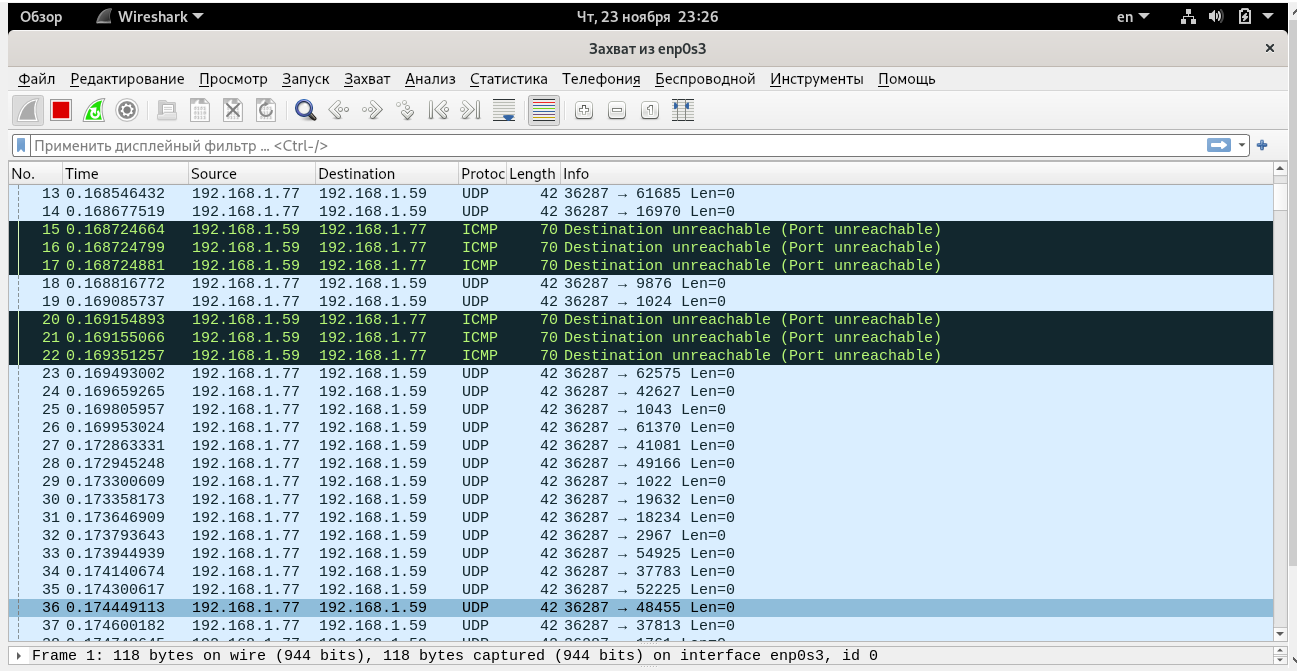 Обзор Wireshark Чт, 23 ноября 23:26 en
Захват из enp0s3
Файл Редактирование Просмотр Запуск Захват Анализ Статистика Телефония Беспроводной Инструменты Помощь
Применить дисплейный фильтр ... <Ctrl-/>
No. Time Source Destination Protoc Length Info
13 0.168546432 192.168.1.77 192.168.1.59 UDP 42 36287 → 61685 Len=0
14 0.168677519 192.168.1.77 192.168.1.59 UDP 42 36287 → 16970 Len=0
15 0.168724664 192.168.1.59 192.168.1.77 ICMP 70 Destination unreachable (Port unreachable)
16 0.168724799 192.168.1.59 192.168.1.77 ICMP 70 Destination unreachable (Port unreachable)
17 0.168724881 192.168.1.59 192.168.1.77 ICMP 70 Destination unreachable (Port unreachable)
18 0.168816772 192.168.1.77 192.168.1.59 UDP 42 36287 → 9876 Len=0
19 0.169085737 192.168.1.77 192.168.1.59 UDP 42 36287 → 1024 Len=0
20 0.169154893 192.168.1.59 192.168.1.77 ICMP 70 Destination unreachable (Port unreachable)
21 0.169155066 192.168.1.59 192.168.1.77 ICMP 70 Destination unreachable (Port unreachable)
22 0.169351257 192.168.1.59 192.168.1.77 ICMP 70 Destination unreachable (Port unreachable)
23 0.169493002 192.168.1.77 192.168.1.59 UDP 42 36287 → 62575 Len=0
24 0.169659265 192.168.1.77 192.168.1.59 UDP 42 36287 → 42627 Len=0
25 0.169805957 192.168.1.77 192.168.1.59 UDP 42 36287 → 1043 Len=0
26 0.169953024 192.168.1.77 192.168.1.59 UDP 42 36287 → 61370 Len=0
27 0.172863331 192.168.1.77 192.168.1.59 UDP 42 36287 → 41081 Len=0
28 0.172945248 192.168.1.77 192.168.1.59 UDP 42 36287 → 49166 Len=0
29 0.173300609 192.168.1.77 192.168.1.59 UDP 42 36287 → 1022 Len=0
30 0.173358173 192.168.1.77 192.168.1.59 UDP 42 36287 → 19632 Len=0
31 0.173646909 192.168.1.77 192.168.1.59 UDP 42 36287 → 18234 Len=0
32 0.173793643 192.168.1.77 192.168.1.59 UDP 42 36287 → 2967 Len=0
33 0.173944939 192.168.1.77 192.168.1.59 UDP 42 36287 → 54925 Len=0
34 0.174140674 192.168.1.77 192.168.1.59 UDP 42 36287 → 37783 Len=0
35 0.174300617 192.168.1.77 192.168.1.59 UDP 42 36287 → 52225 Len=0
36 0.174449113 192.168.1.77 192.168.1.59 UDP 42 36287 → 48455 Len=0
37 0.174600182 192.168.1.77 192.168.1.59 UDP 42 36287 → 37813 Len=0
Frame 1: 118 bytes on wire (944 bits), 118 bytes captured (944 bits) on interface enp0s3, id 0